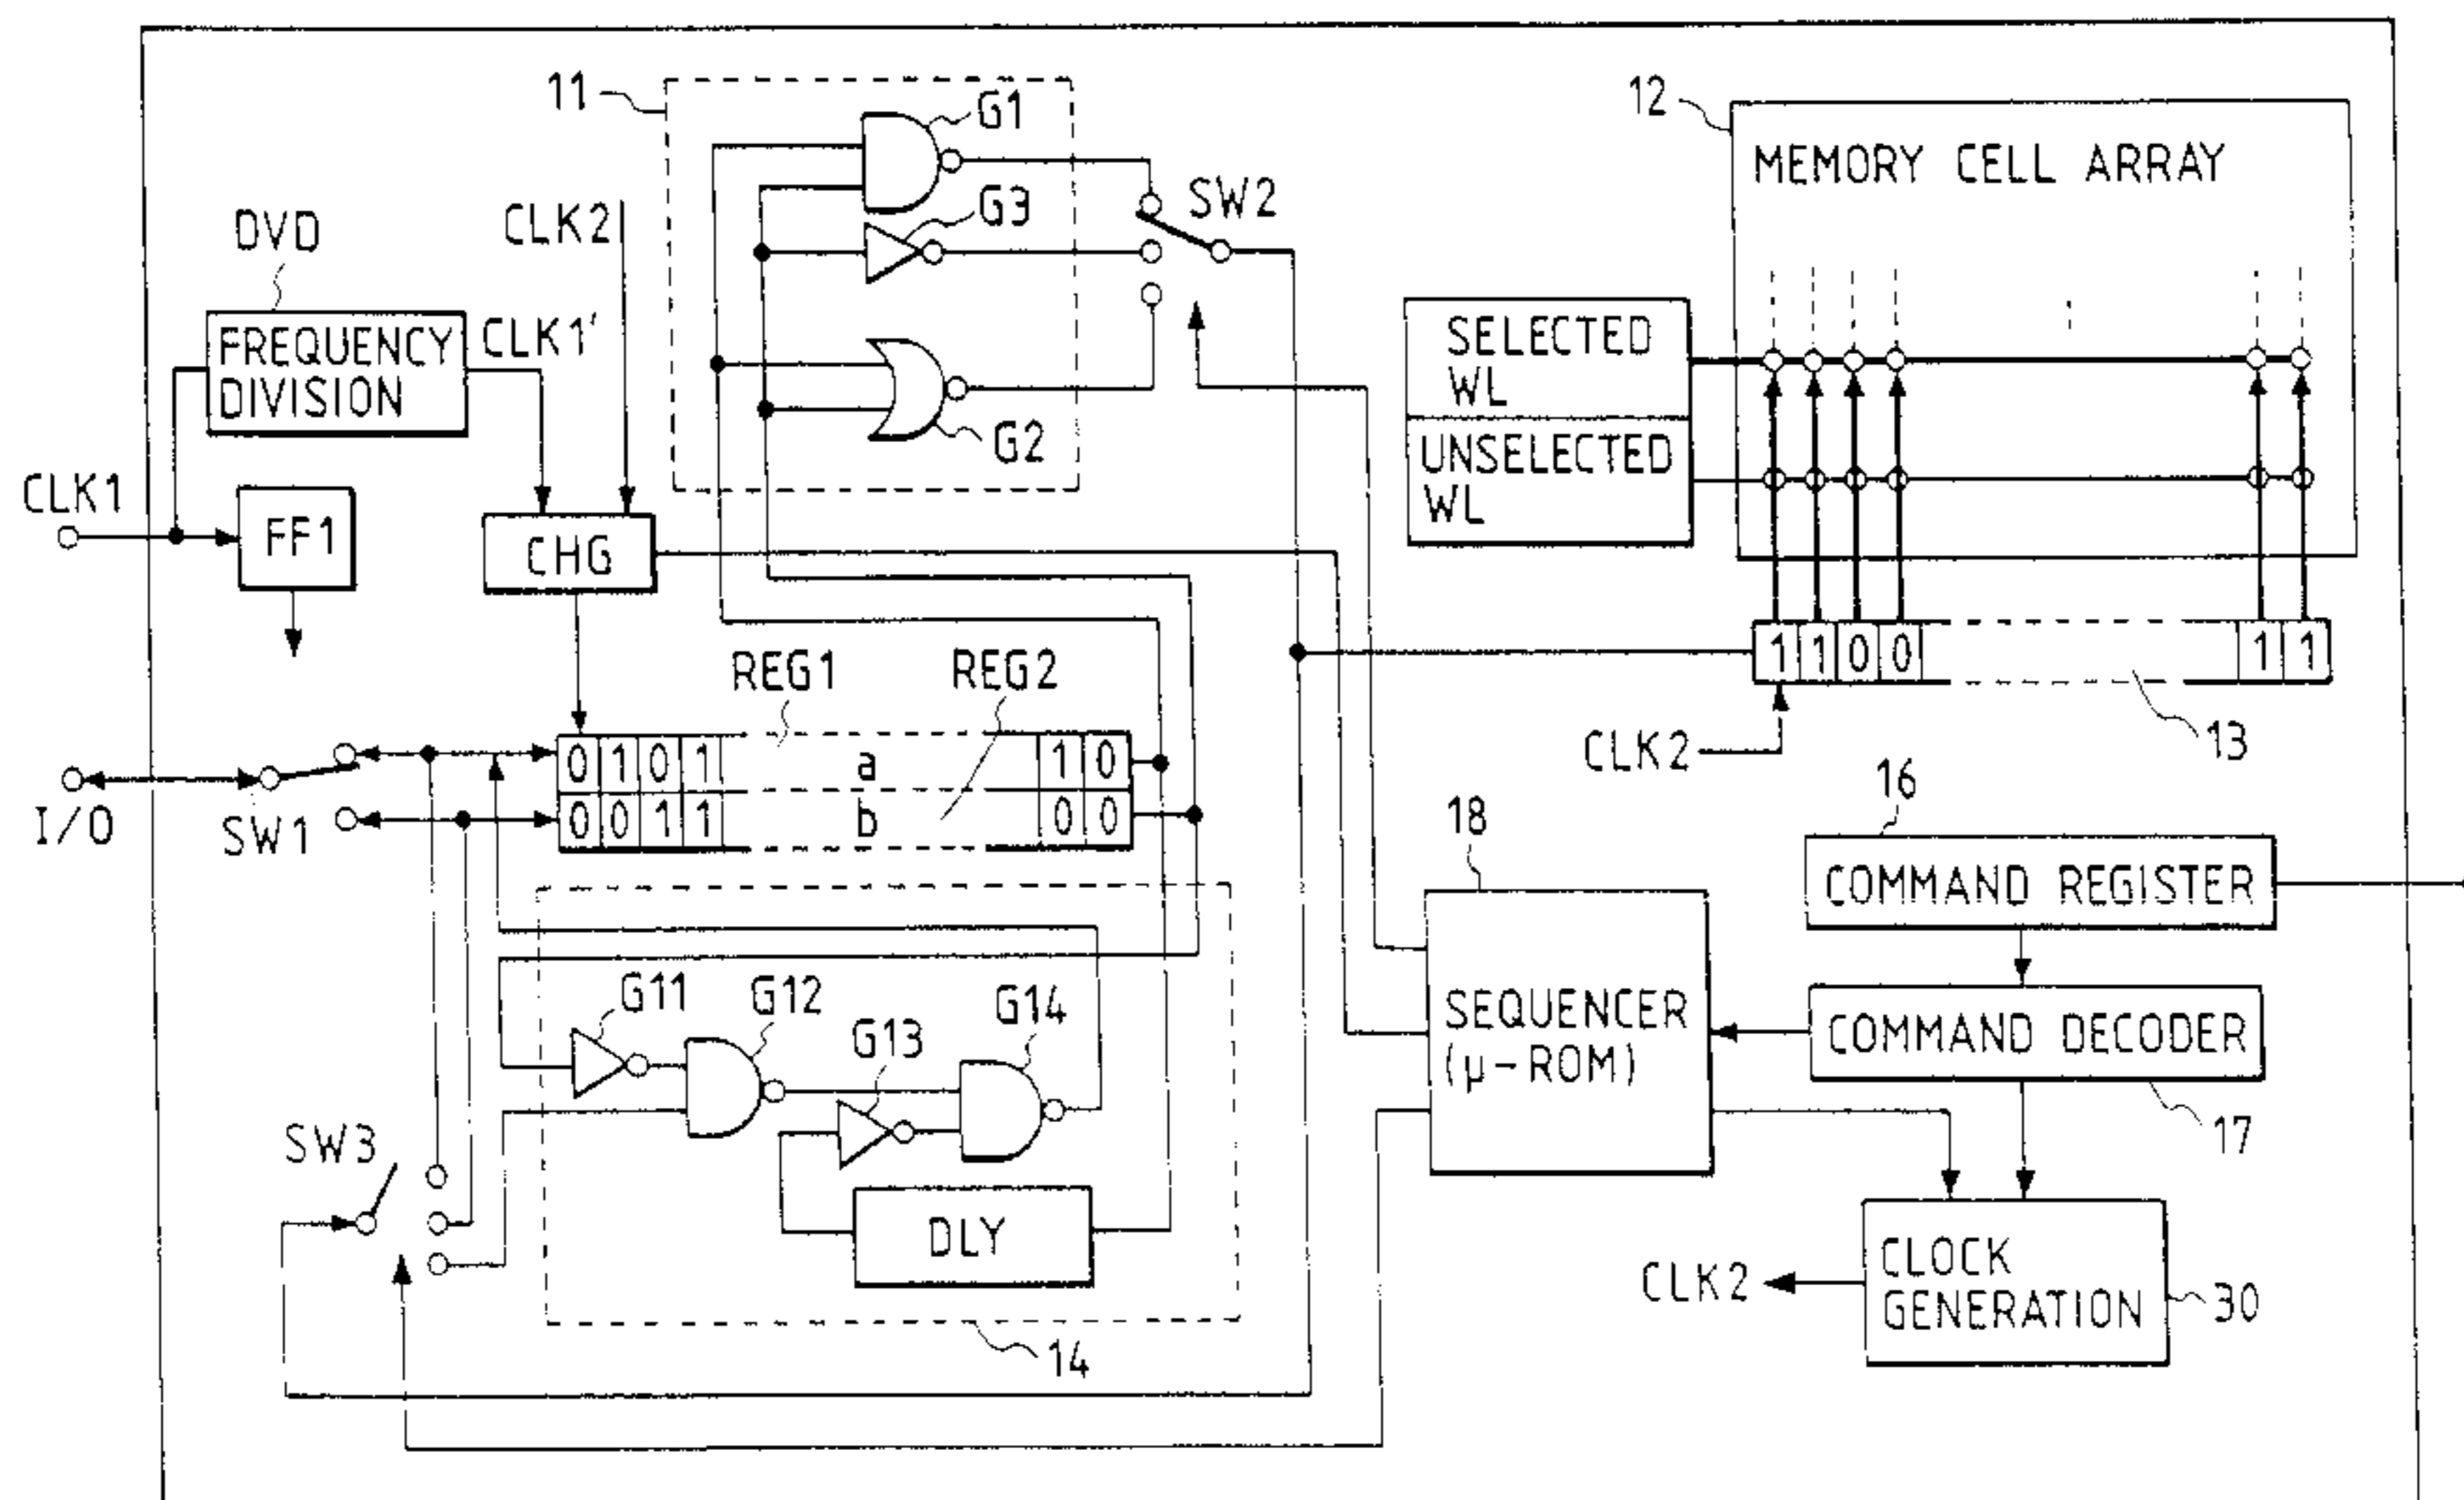 11
G1
12
MEMORY CELL ARRAY
DVD
CLK2
G3
SW2
FREQUENCY
DIVISION
CLK1'
SELECTED
WL
G2
UNSELECTED
WL
CLK1
FF1
CHG
REG1
REG2
1 1 0 0 1 1
CLK2
13
I/O
SW1
0 1 0 1 a 1 0
0 0 1 1 b 0 0
18
16
COMMAND REGISTER
G11
G12
G13
G14
SEQUENCER
(μ-ROM)
COMMAND DECODER
17
SW3
DLY
CLK2
CLOCK
GENERATION
30
14